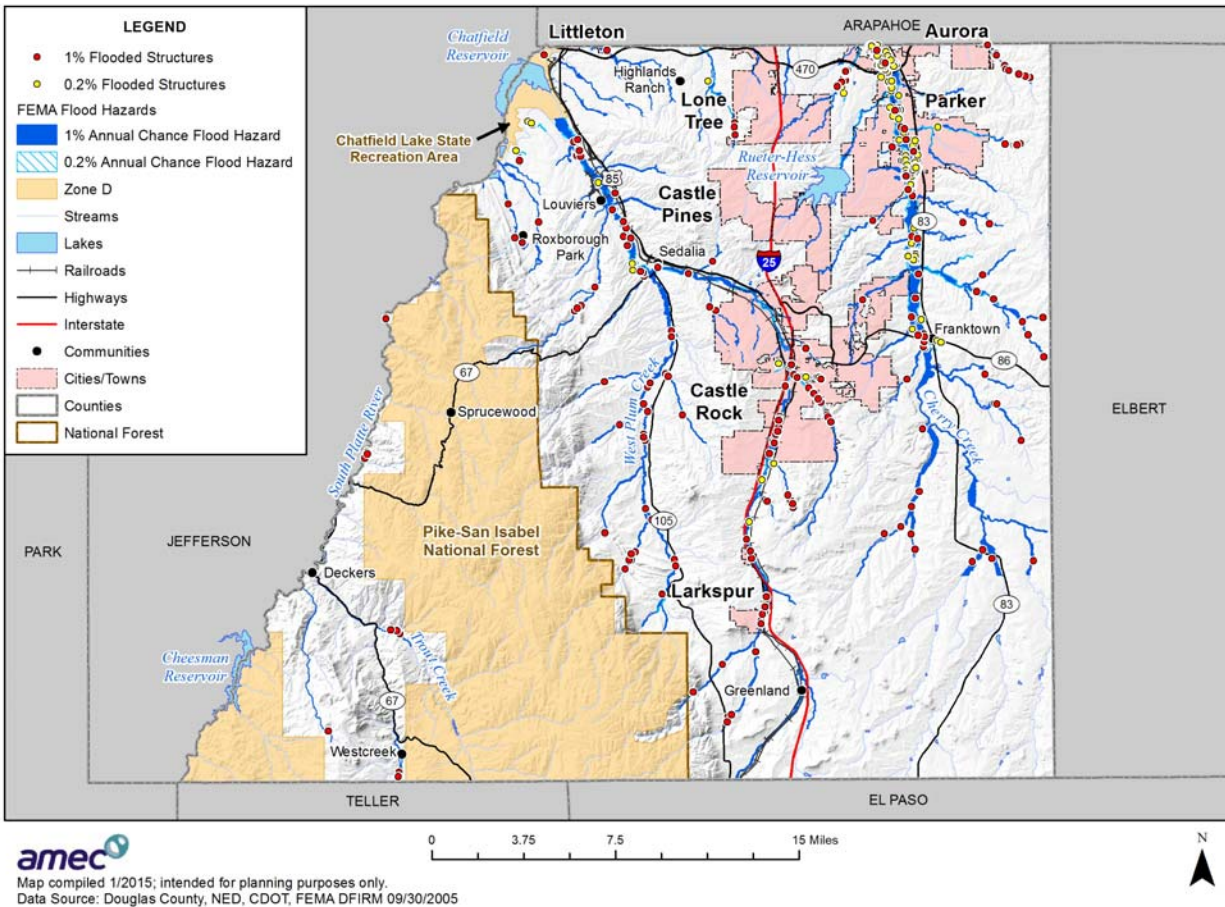 LEGEND
1% Flooded Structures
0.2% Flooded Structures
FEMA Flood Hazards
1% Annual Chance Flood Hazard
0.2% Annual Chance Flood Hazard
Zone D
Streams
Lakes
Railroads
Highways
Interstate
Communities
Cities/Towns
Counties
National Forest
ARAPAHOE
Littleton
Aurora
Chatfield
Reservoir
470
Highlands
Ranch
Lone
Tree
Parker
Chatfield Lake State
Recreation Area
Rueter-Hess
Reservoir
85
Louviers
Castle
Pines
83
Roxborough
Park
Sedalia
25
Franktown
86
67
Sprucewood
West Plum Creek
Castle
Rock
Cherry Creek
ELBERT
South Platte River
105
Pike-San Isabel
National Forest
PARK
JEFFERSON
Deckers
Larkspur
83
Trout Creek
Cheesman
Reservoir
67
Greenland
Westcreek
TELLER
EL PASO
amec
0 3.75 7.5 15 Miles
N
Map compiled 1/2015; intended for planning purposes only.
Data Source: Douglas County, NED, CDOT, FEMA DFIRM 09/30/2005